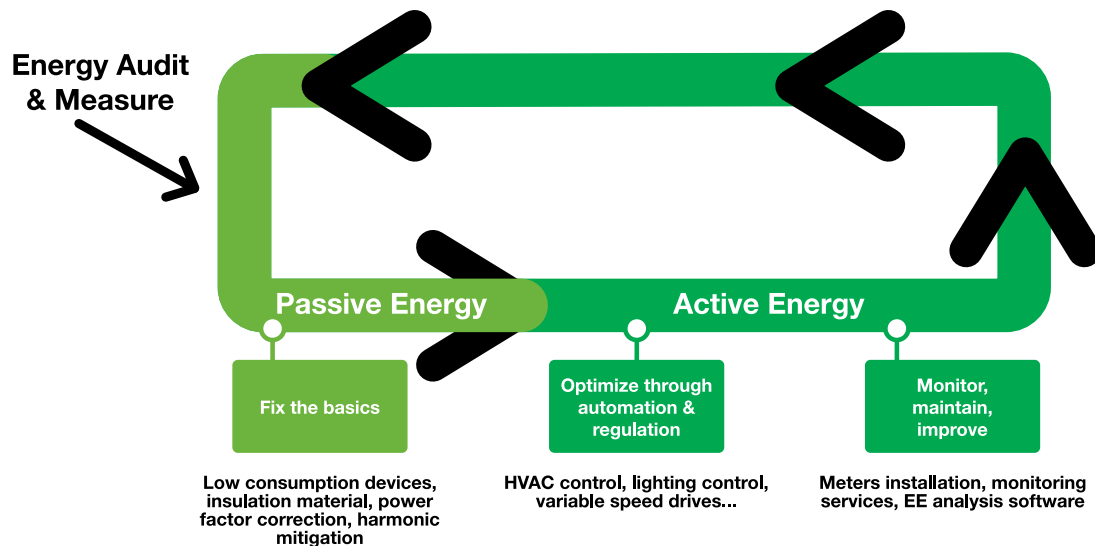 Energy Audit
& Measure
Passive Energy
Active Energy
Fix the basics
Optimize through
automation &
regulation
Monitor,
maintain,
improve
Low consumption devices,
insulation material, power
factor correction, harmonic
mitigation
HVAC control, lighting control,
variable speed drives...
Meters installation, monitoring
services, EE analysis software